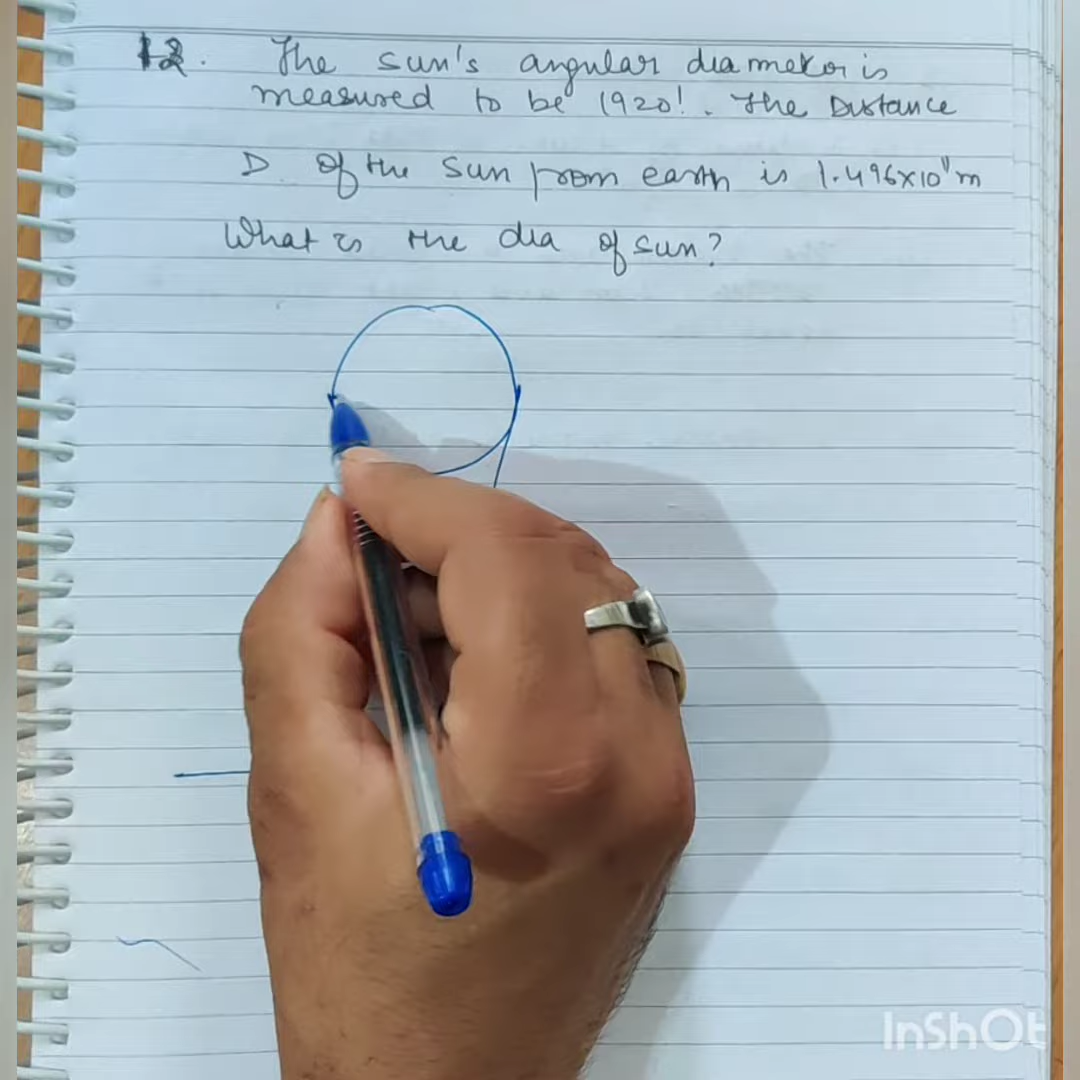 12. The sun's angular diameter is
measured to be 1920!. The Distance
D. of the sun from earth is 1.496x10¹¹m
What is the dia of sun?
InShOt